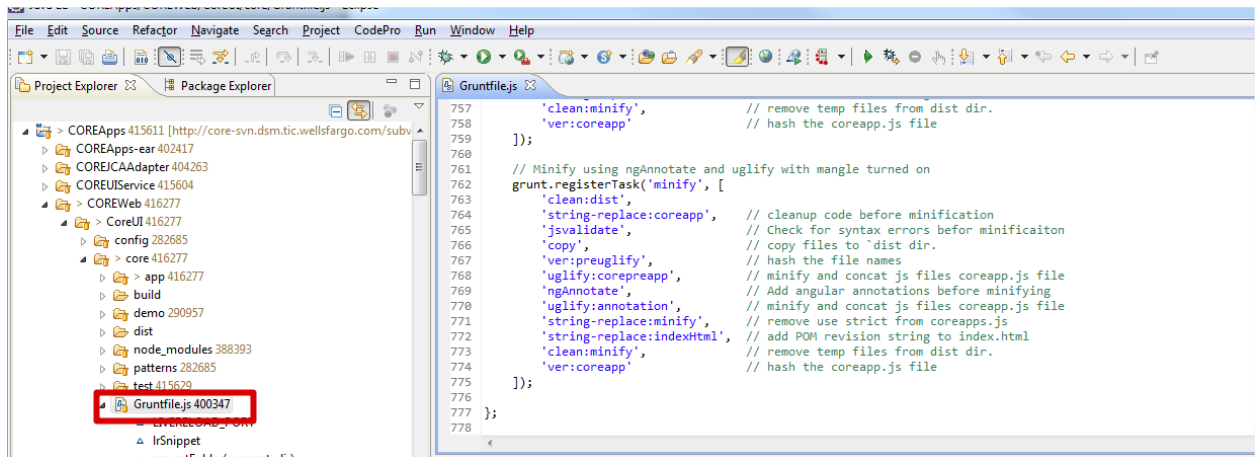 File Edit Source Refactor Navigate Search Project CodePro Run Window Help
Project Explorer Package Explorer
> COREApps 415611 [http://core-svn.dsm.tic.wellsfargo.com/subv
COREApps-ear 402417
COREJCAAdapter 404263
COREUIService 415604
> COREWeb 416277
> CoreUI 416277
config 282685
> core 416277
> app 416277
build
demo 290957
dist
node_modules 388393
patterns 282685
test 415629
Gruntfile.js 400347
LIVERELOAD_PORT
lrSnippet
Gruntfile.js
757 'clean:minify', // remove temp files from dist dir.
758 'ver:coreapp' // hash the coreapp.js file
759 ]);
760
761 // Minify using ngAnnotate and uglify with mangle turned on
762 grunt.registerTask('minify', [
763 'clean:dist',
764 'string-replace:coreapp', // cleanup code before minification
765 'jsvalidate', // Check for syntax errors befor minificaiton
766 'copy', // copy files to `dist dir.
767 'ver:preuglify', // hash the file names
768 'uglify:corepreapp', // minify and concat js files coreapp.js file
769 'ngAnnotate', // Add angular annotations before minifying
770 'uglify:annotation', // minify and concat js files coreapp.js file
771 'string-replace:minify', // remove use strict from coreapps.js
772 'string-replace:indexHtml', // add POM revision string to index.html
773 'clean:minify', // remove temp files from dist dir.
774 'ver:coreapp' // hash the coreapp.js file
775 ]);
776
777 };
778